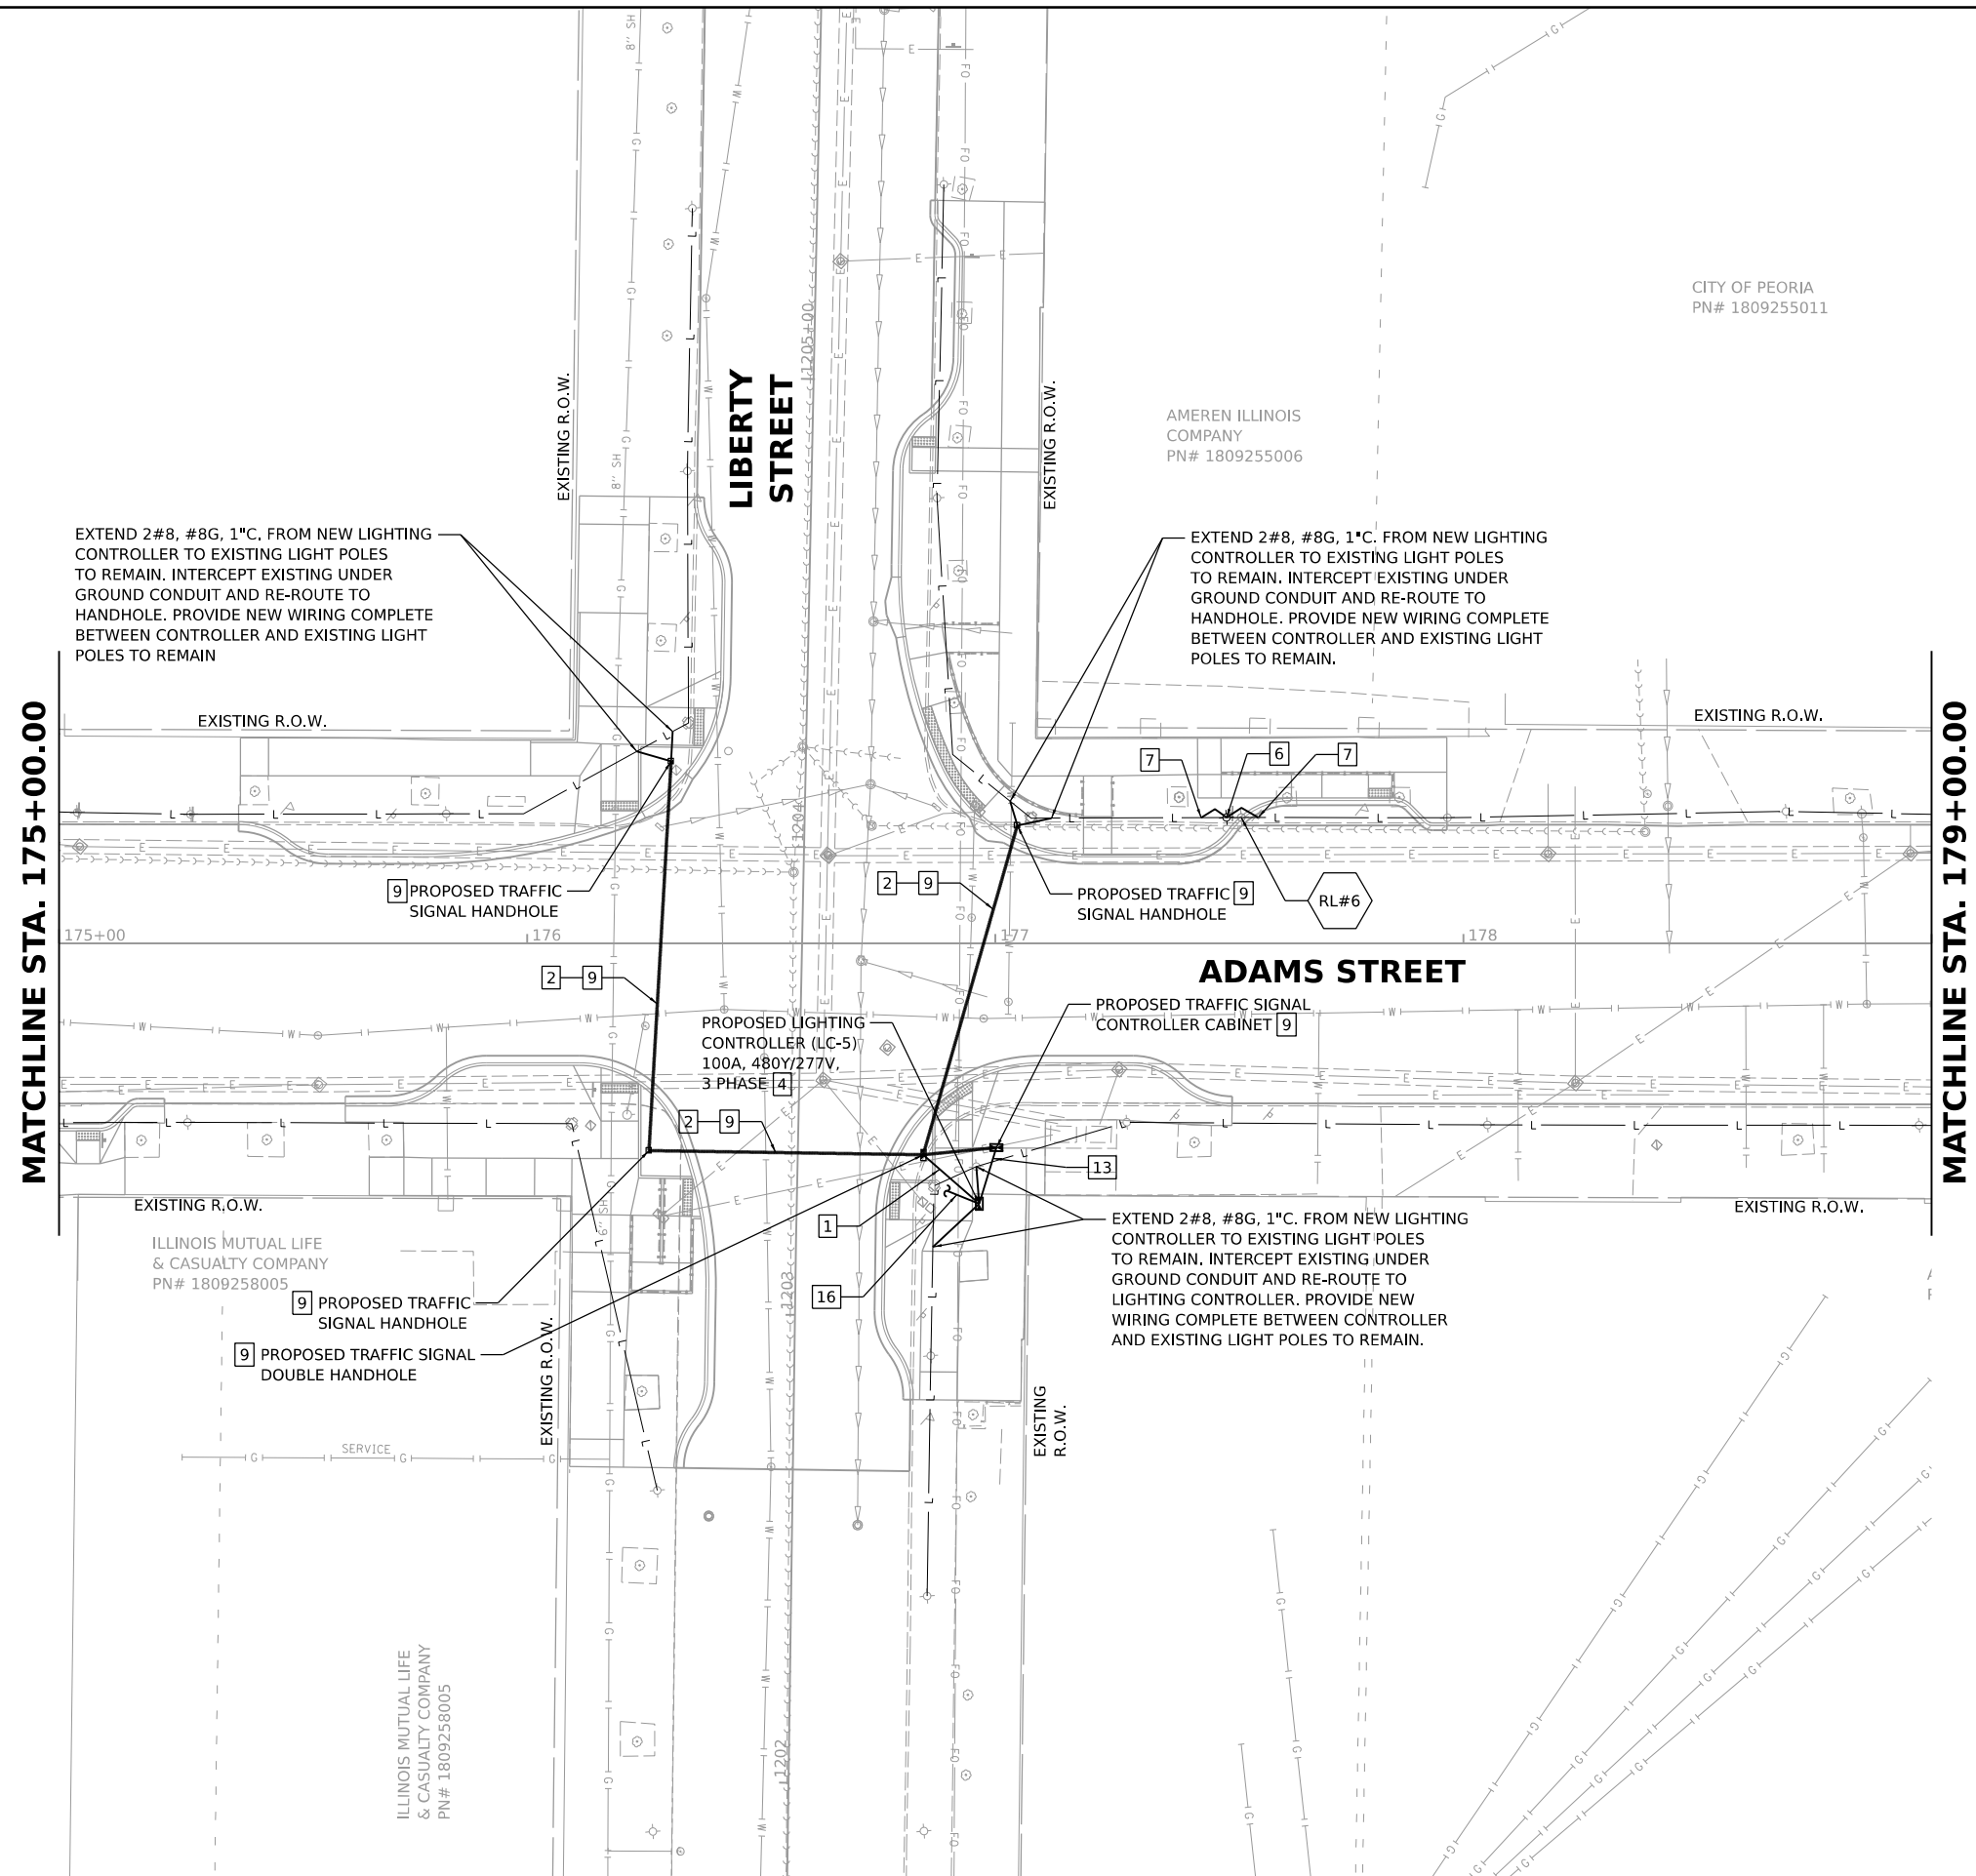 CITY OF PEORIA
PN# 1809255011
AMEREN ILLINOIS
COMPANY
PN# 1809255006
LIBERTY
STREET
1205+00
EXISTING R.O.W.
EXISTING R.O.W.
8" HS
8" HS
EXTEND 2#8, #8G, 1"C. FROM NEW LIGHTING
CONTROLLER TO EXISTING LIGHT POLES
TO REMAIN. INTERCEPT EXISTING UNDER
GROUND CONDUIT AND RE-ROUTE TO
HANDHOLE. PROVIDE NEW WIRING COMPLETE
BETWEEN CONTROLLER AND EXISTING LIGHT
POLES TO REMAIN
EXTEND 2#8, #8G, 1"C. FROM NEW LIGHTING
CONTROLLER TO EXISTING LIGHT POLES
TO REMAIN. INTERCEPT EXISTING UNDER
GROUND CONDUIT AND RE-ROUTE TO
HANDHOLE. PROVIDE NEW WIRING COMPLETE
BETWEEN CONTROLLER AND EXISTING LIGHT
POLES TO REMAIN.
MATCHLINE STA. 175+00.00
MATCHLINE STA. 179+00.00
EXISTING R.O.W.
EXISTING R.O.W.
7
6
7
1204
9 PROPOSED TRAFFIC
SIGNAL HANDHOLE
2 9
PROPOSED TRAFFIC 9
SIGNAL HANDHOLE
RL#6
175+00
176
177
178
ADAMS STREET
2 9
PROPOSED LIGHTING
CONTROLLER (LC-5)
100A, 480Y/277V,
3 PHASE 4
PROPOSED TRAFFIC SIGNAL
CONTROLLER CABINET 9
2 9
13
1
16
EXISTING R.O.W.
EXISTING R.O.W.
ILLINOIS MUTUAL LIFE
& CASUALTY COMPANY
PN# 1809258005
EXTEND 2#8, #8G, 1"C. FROM NEW LIGHTING
CONTROLLER TO EXISTING LIGHT POLES
TO REMAIN. INTERCEPT EXISTING UNDER
GROUND CONDUIT AND RE-ROUTE TO
LIGHTING CONTROLLER. PROVIDE NEW
WIRING COMPLETE BETWEEN CONTROLLER
AND EXISTING LIGHT POLES TO REMAIN.
1203
9 PROPOSED TRAFFIC
SIGNAL HANDHOLE
9 PROPOSED TRAFFIC SIGNAL
DOUBLE HANDHOLE
EXISTING R.O.W.
EXISTING
R.O.W.
SERVICE
ILLINOIS MUTUAL LIFE
& CASUALTY COMPANY
PN# 1809258005
1202